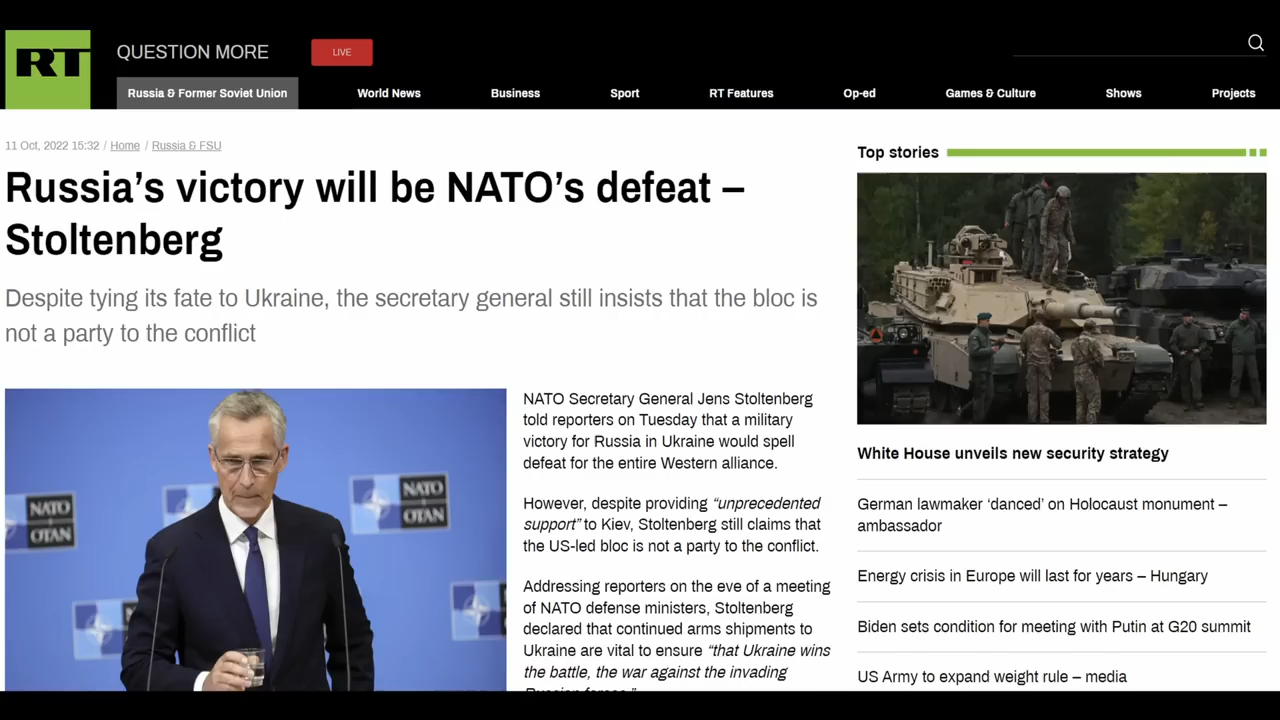 RT
QUESTION MORE
LIVE
Russia & Former Soviet Union
World News
Business
Sport
RT Features
Op-ed
Games & Culture
Shows
Projects
11 Oct, 2022 15:32 / Home / Russia & FSU
Russia’s victory will be NATO’s defeat –
Stoltenberg
Despite tying its fate to Ukraine, the secretary general still insists that the bloc is
not a party to the conflict
NATO
OTAN
NATO
OTAN
NATO Secretary General Jens Stoltenberg
told reporters on Tuesday that a military
victory for Russia in Ukraine would spell
defeat for the entire Western alliance.
However, despite providing “unprecedented
support” to Kiev, Stoltenberg still claims that
the US-led bloc is not a party to the conflict.
Addressing reporters on the eve of a meeting
of NATO defense ministers, Stoltenberg
declared that continued arms shipments to
Ukraine are vital to ensure “that Ukraine wins
the battle, the war against the invading
Russian forces.”
Top stories
White House unveils new security strategy
German lawmaker ‘danced’ on Holocaust monument –
ambassador
Energy crisis in Europe will last for years – Hungary
Biden sets condition for meeting with Putin at G20 summit
US Army to expand weight rule – media